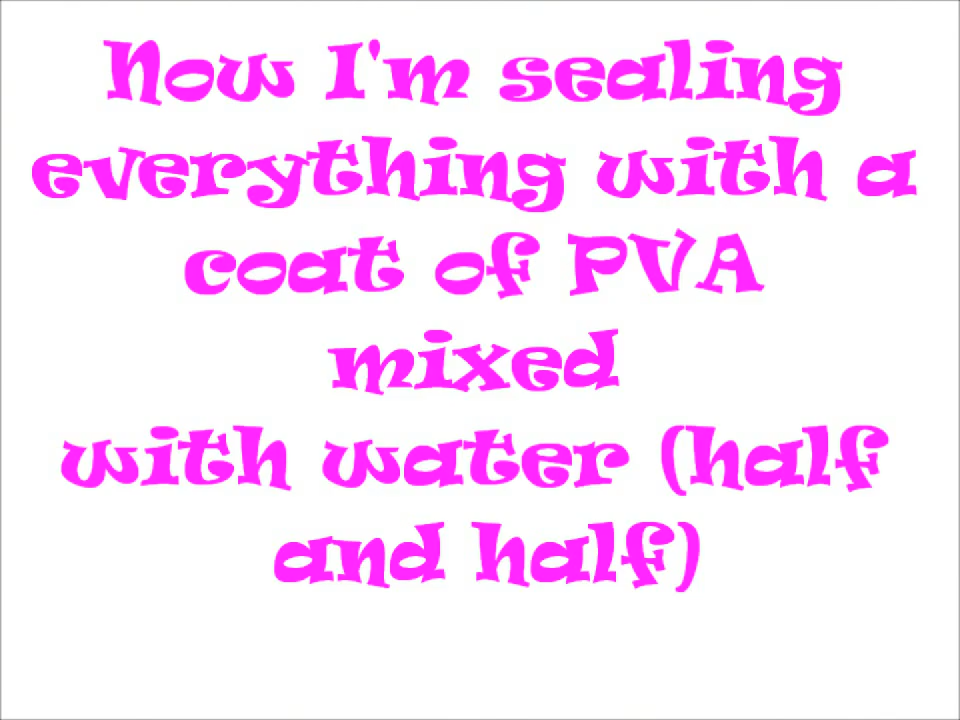 Now I'm sealing
everything with a
coat of PVA
mixed
with water (half
and half)